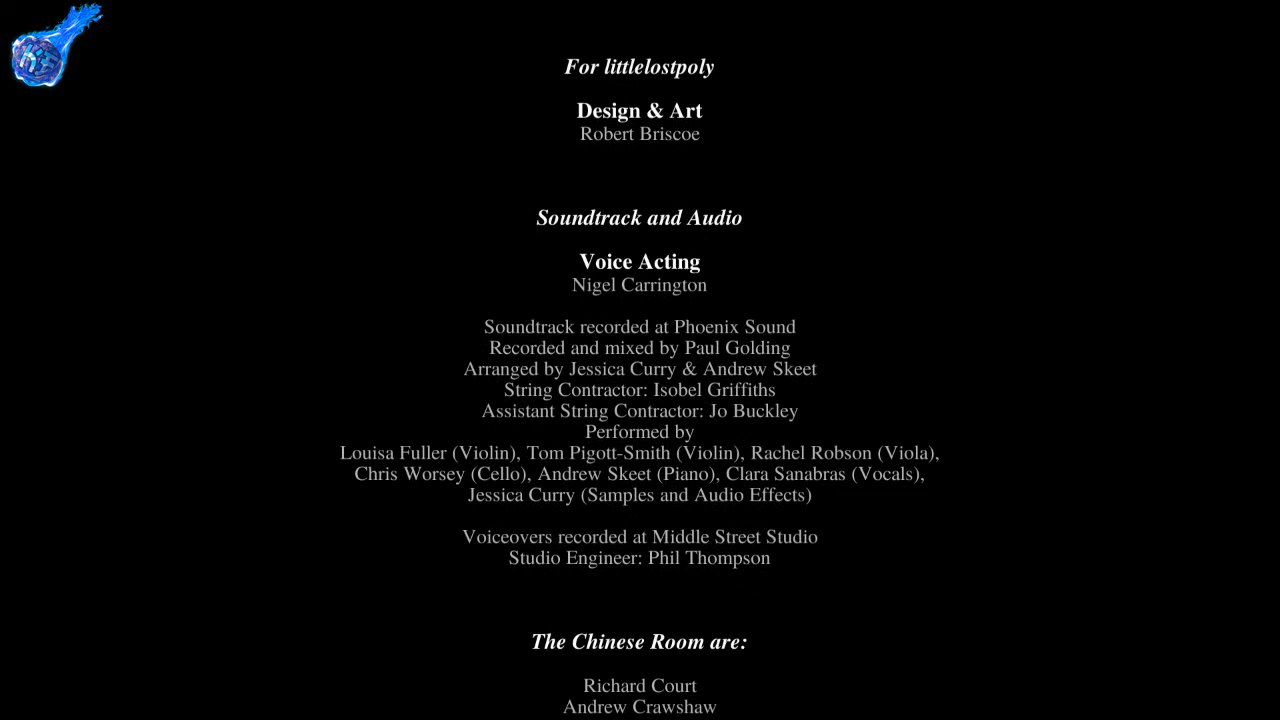 For littlelostpoly
Design & Art
Robert Briscoe
Soundtrack and Audio
Voice Acting
Nigel Carrington
Soundtrack recorded at Phoenix Sound
Recorded and mixed by Paul Golding
Arranged by Jessica Curry & Andrew Skeet
String Contractor: Isobel Griffiths
Assistant String Contractor: Jo Buckley
Performed by
Louisa Fuller (Violin), Tom Pigott-Smith (Violin), Rachel Robson (Viola),
Chris Worsey (Cello), Andrew Skeet (Piano), Clara Sanabras (Vocals),
Jessica Curry (Samples and Audio Effects)
Voiceovers recorded at Middle Street Studio
Studio Engineer: Phil Thompson
The Chinese Room are:
Richard Court
Andrew Crawshaw